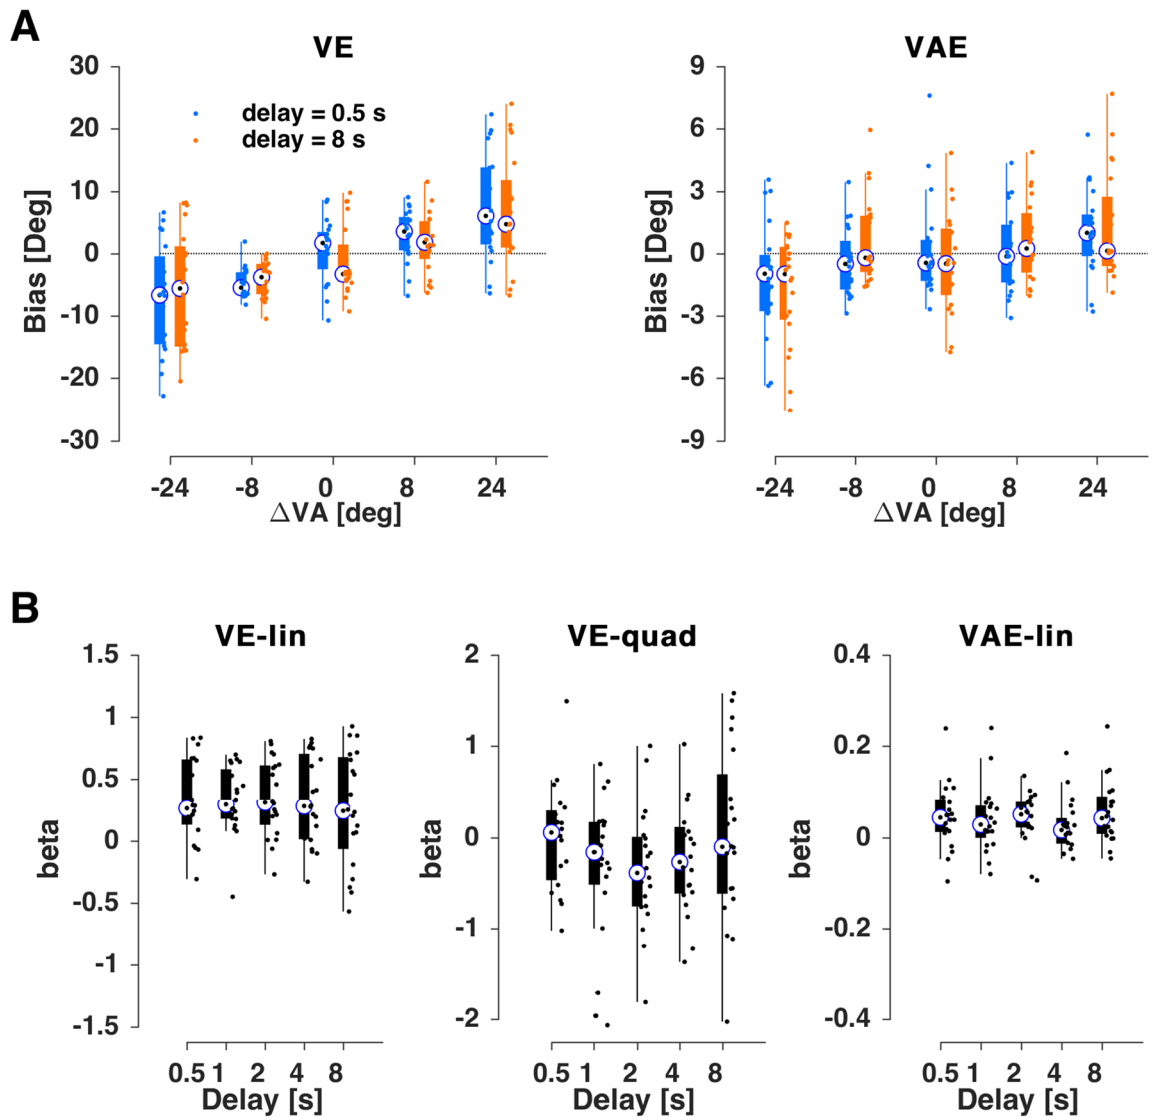 A
VE
VAE
30
20
10
0
-10
-20
-30
Bias [Deg]
delay = 0.5 s
delay = 8 s
-24 -8 0 8 24
ΔVA [deg]
9
6
3
0
-3
-6
-9
Bias [Deg]
-24 -8 0 8 24
ΔVA [deg]
B
VE-lin
VE-quad
VAE-lin
1.5
1
0.5
0
-0.5
-1
-1.5
beta
0.5 1 2 4 8
Delay [s]
2
1
0
-1
-2
beta
0.5 1 2 4 8
Delay [s]
0.4
0.2
0
-0.2
-0.4
beta
0.5 1 2 4 8
Delay [s]